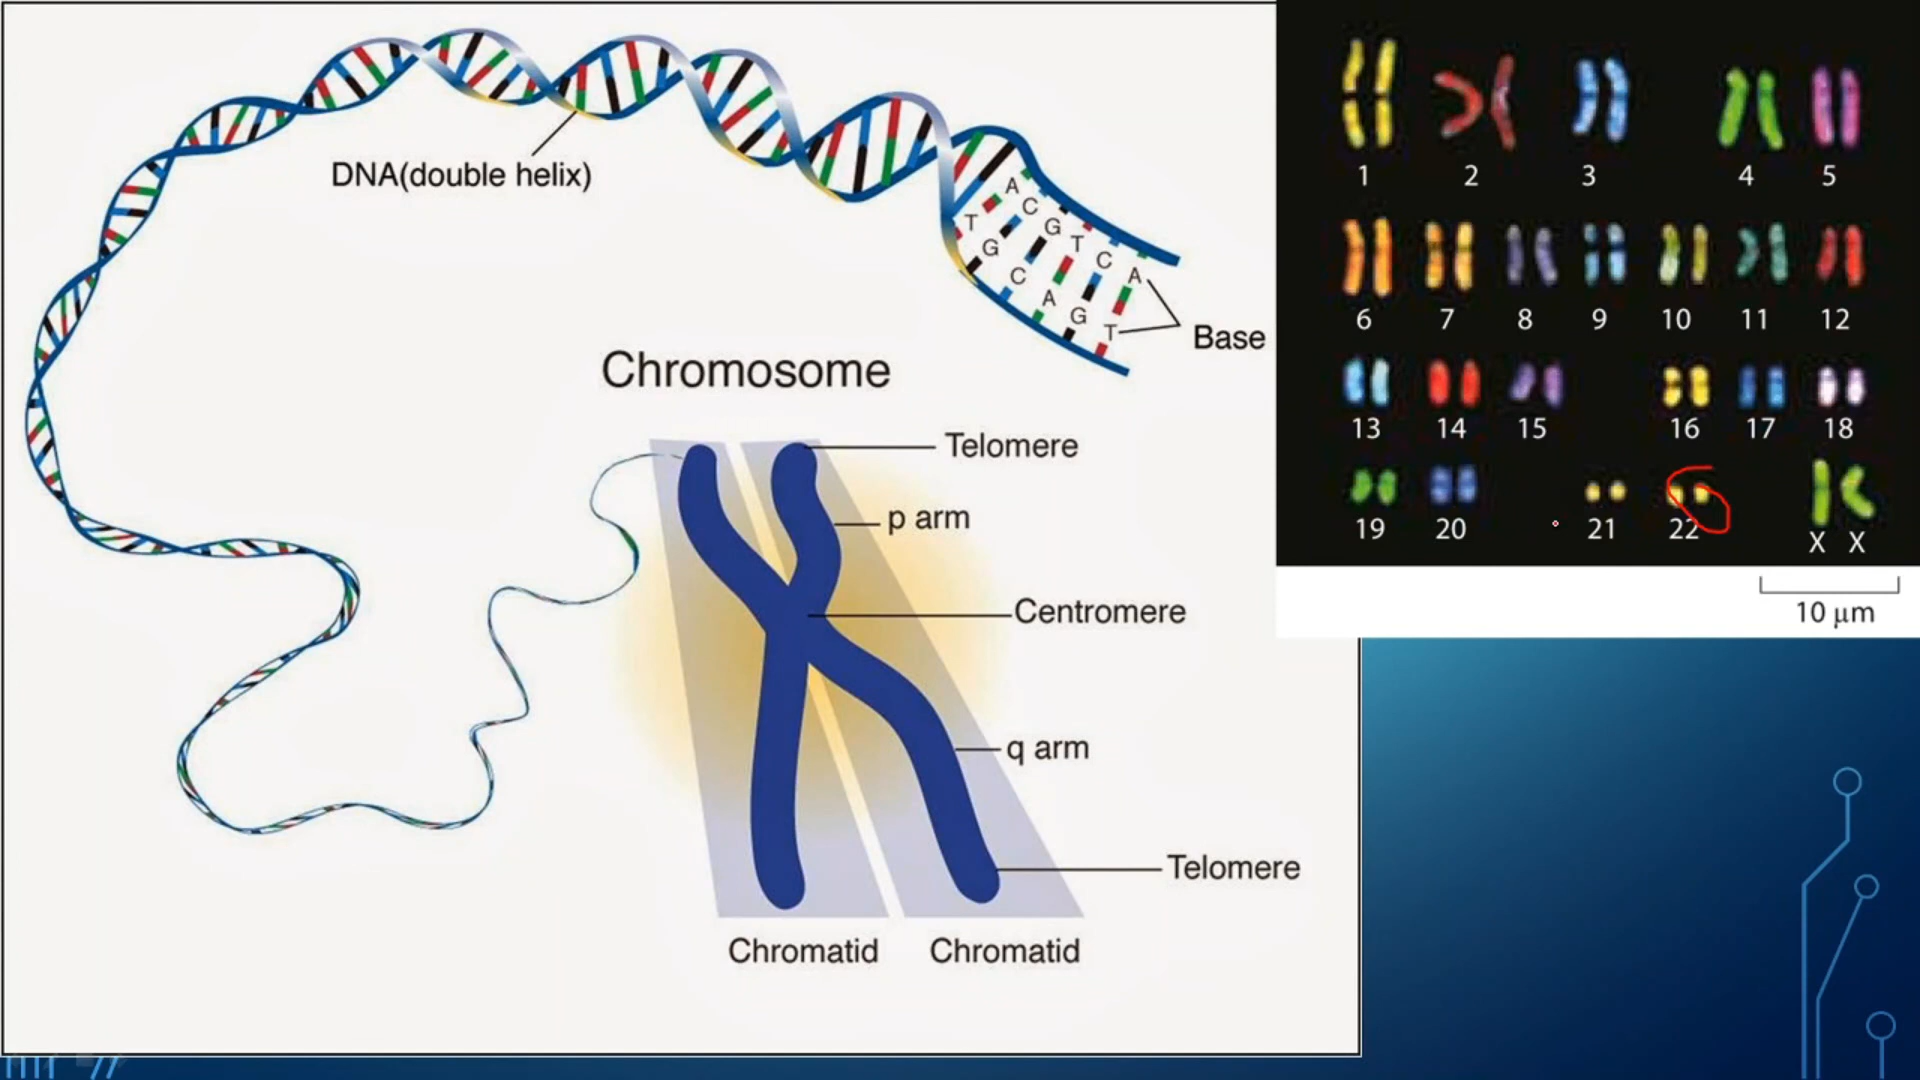 DNA(double helix)
A
C
G
T
C
A
T
G
C
A
G
T
Base
Chromosome
Telomere
p arm
Centromere
q arm
Telomere
Chromatid Chromatid
1 2 3 4 5
6 7 8 9 10 11 12
13 14 15 16 17 18
19 20 21 22 X X
10 μm